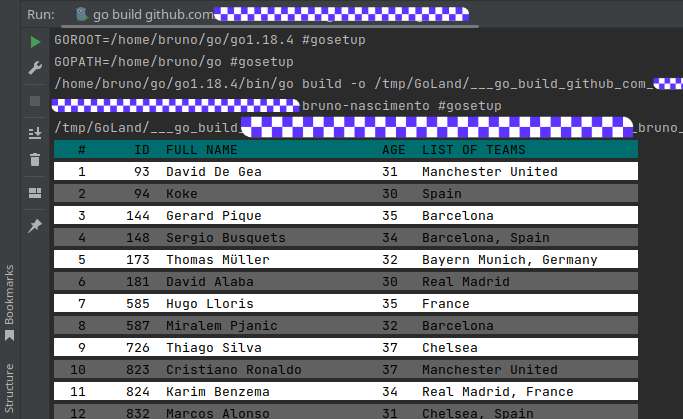 Run: go build github.com
GOROOT=/home/bruno/go/go1.18.4 #gosetup
GOPATH=/home/bruno/go #gosetup
/home/bruno/go/go1.18.4/bin/go build -o /tmp/GoLand/___go_build_github_com_
bruno-nascimento #gosetup
/tmp/GoLand/___go_build_ _bruno_
# ID FULL NAME AGE LIST OF TEAMS
1 93 David De Gea 31 Manchester United
2 94 Koke 30 Spain
3 144 Gerard Pique 35 Barcelona
4 148 Sergio Busquets 34 Barcelona, Spain
5 173 Thomas Müller 32 Bayern Munich, Germany
6 181 David Alaba 30 Real Madrid
7 585 Hugo Lloris 35 France
8 587 Miralem Pjanic 32 Barcelona
9 726 Thiago Silva 37 Chelsea
10 823 Cristiano Ronaldo 37 Manchester United
11 824 Karim Benzema 34 Real Madrid, France
12 832 Marcos Alonso 31 Chelsea, Spain
Bookmarks
Structure